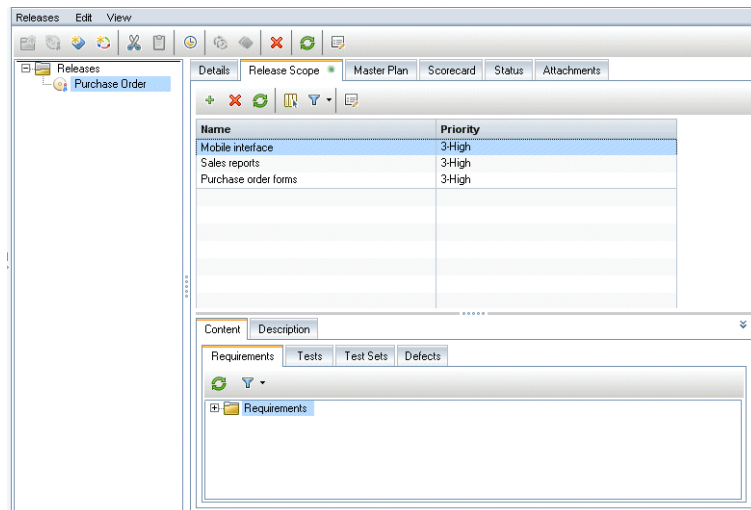 Releases Edit View
Releases
Purchase Order
Details Release Scope Master Plan Scorecard Status Attachments
Name Priority
Mobile interface 3-High
Sales reports 3-High
Purchase order forms 3-High
Content Description
Requirements Tests Test Sets Defects
Requirements